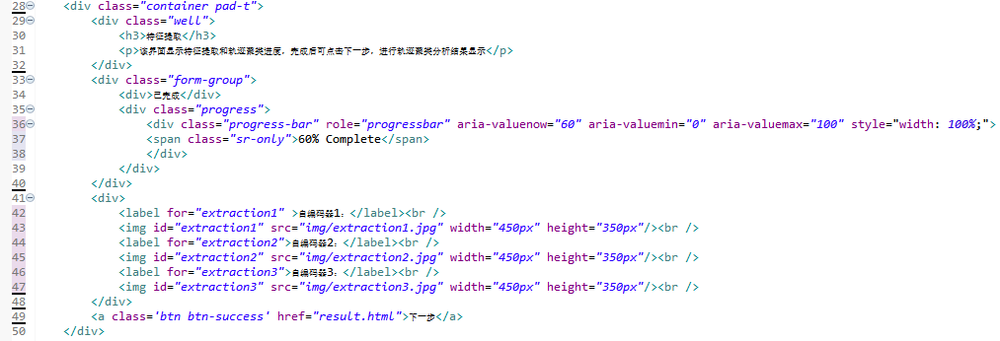 28 <div class="container pad-t">
29 <div class="well">
30 <h3>特征提取</h3>
31 <p>该界面显示特征提取和轨迹聚类进度，完成后可点击下一步，进行轨迹聚类分析结果显示</p>
32 </div>
33 <div class="form-group">
34 <div>已完成</div>
35 <div class="progress">
36 <div class="progress-bar" role="progressbar" aria-valuenow="60" aria-valuemin="0" aria-valuemax="100" style="width: 100%;">
37 <span class="sr-only">60% Complete</span>
38 </div>
39 </div>
40 </div>
41 <div>
42 <label for="extraction1" >自编码器1：</label><br />
43 <img id="extraction1" src="img/extraction1.jpg" width="450px" height="350px"/><br />
44 <label for="extraction2">自编码器2：</label><br />
45 <img id="extraction2" src="img/extraction2.jpg" width="450px" height="350px"/><br />
46 <label for="extraction3">自编码器3：</label><br />
47 <img id="extraction3" src="img/extraction3.jpg" width="450px" height="350px"/><br />
48 </div>
49 <a class='btn btn-success' href="result.html">下一步</a>
50 </div>